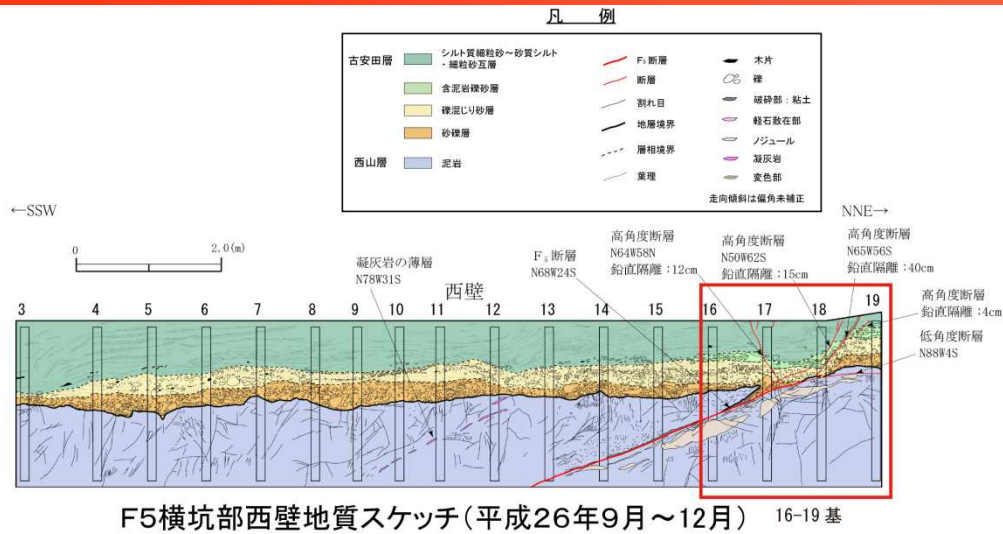 凡 例
古安田層
シルト質細粒砂～砂質シルト
・細粒砂互層
含泥岩礫砂層
礫混じり砂層
砂礫層
西山層
泥岩
F₅断層
断層
割れ目
地層境界
層相境界
葉理
木片
礫
破砕部：粘土
軽石散在部
ノジュール
凝灰岩
変色部
走向傾斜は偏角未補正
←SSW
NNE→
0 2.0(m)
凝灰岩の薄層
N78W31S
西壁
F₅断層
N68W24S
高角度断層
N64W58N
鉛直隔離：12cm
高角度断層
N50W62S
鉛直隔離：15cm
高角度断層
N65W56S
鉛直隔離：40cm
高角度断層
鉛直隔離：4cm
低角度断層
N88W4S
3 4 5 6 7 8 9 10 11 12 13 14 15 16 17 18 19
F5横坑部西壁地質スケッチ(平成26年9月～12月)
16-19 基